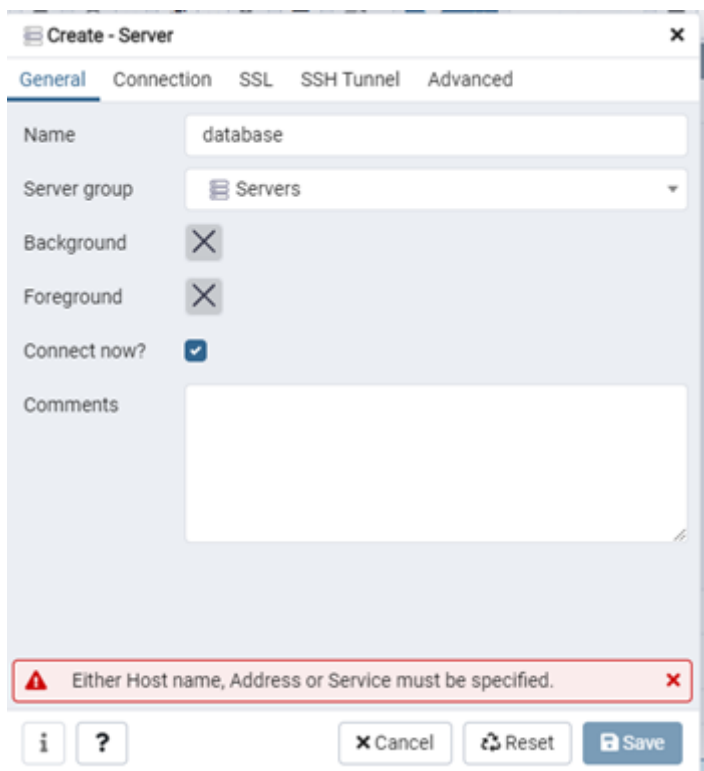 Create - Server
General Connection SSL SSH Tunnel Advanced
Name database
Server group Servers
Background
Foreground
Connect now?
Comments
Either Host name, Address or Service must be specified.
i ? Cancel Reset Save